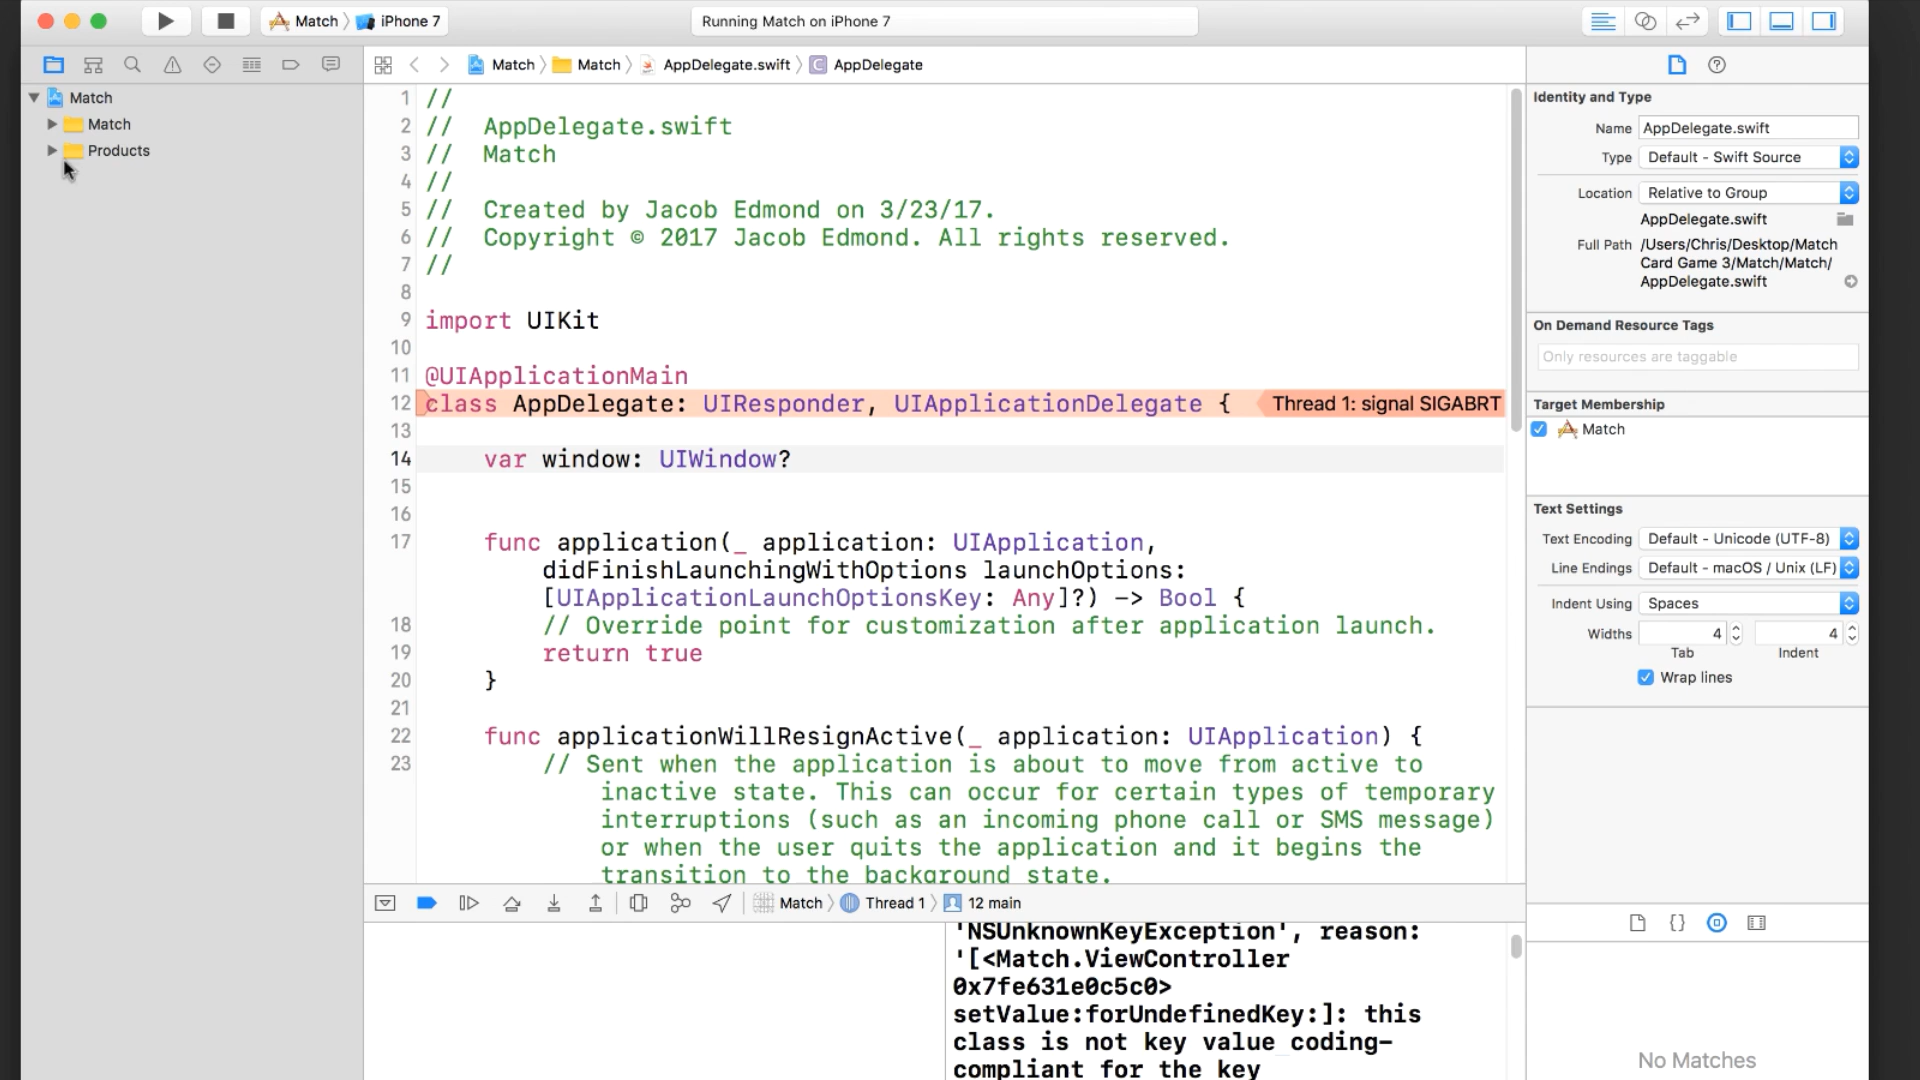 Match
iPhone 7
Running Match on iPhone 7
Match
Match
AppDelegate.swift
C
AppDelegate
Match
Match
Products
1 //
2 //  AppDelegate.swift
3 //  Match
4 //
5 //  Created by Jacob Edmond on 3/23/17.
6 //  Copyright © 2017 Jacob Edmond. All rights reserved.
7 //
8
9 import UIKit
10
11 @UIApplicationMain
12 class AppDelegate: UIResponder, UIApplicationDelegate {
Thread 1: signal SIGABRT
13
14     var window: UIWindow?
15
16
17     func application(_ application: UIApplication,
didFinishLaunchingWithOptions launchOptions:
[UIApplicationLaunchOptionsKey: Any]?) -> Bool {
18         // Override point for customization after application launch.
19         return true
20     }
21
22     func applicationWillResignActive(_ application: UIApplication) {
23         // Sent when the application is about to move from active to
inactive state. This can occur for certain types of temporary
interruptions (such as an incoming phone call or SMS message)
or when the user quits the application and it begins the
transition to the background state.
Match
Thread 1
12 main
'NSUnknownKeyException', reason:
'[<Match.ViewController
0x7fe631e0c5c0>
setValue:forUndefinedKey:]: this
class is not key value coding-
compliant for the key
Identity and Type
Name AppDelegate.swift
Type Default - Swift Source
Location Relative to Group
AppDelegate.swift
Full Path /Users/Chris/Desktop/Match
Card Game 3/Match/Match/
AppDelegate.swift
On Demand Resource Tags
Only resources are taggable
Target Membership
Match
Text Settings
Text Encoding Default - Unicode (UTF-8)
Line Endings Default - macOS / Unix (LF)
Indent Using Spaces
Widths 4 4
Tab Indent
Wrap lines
{}
No Matches